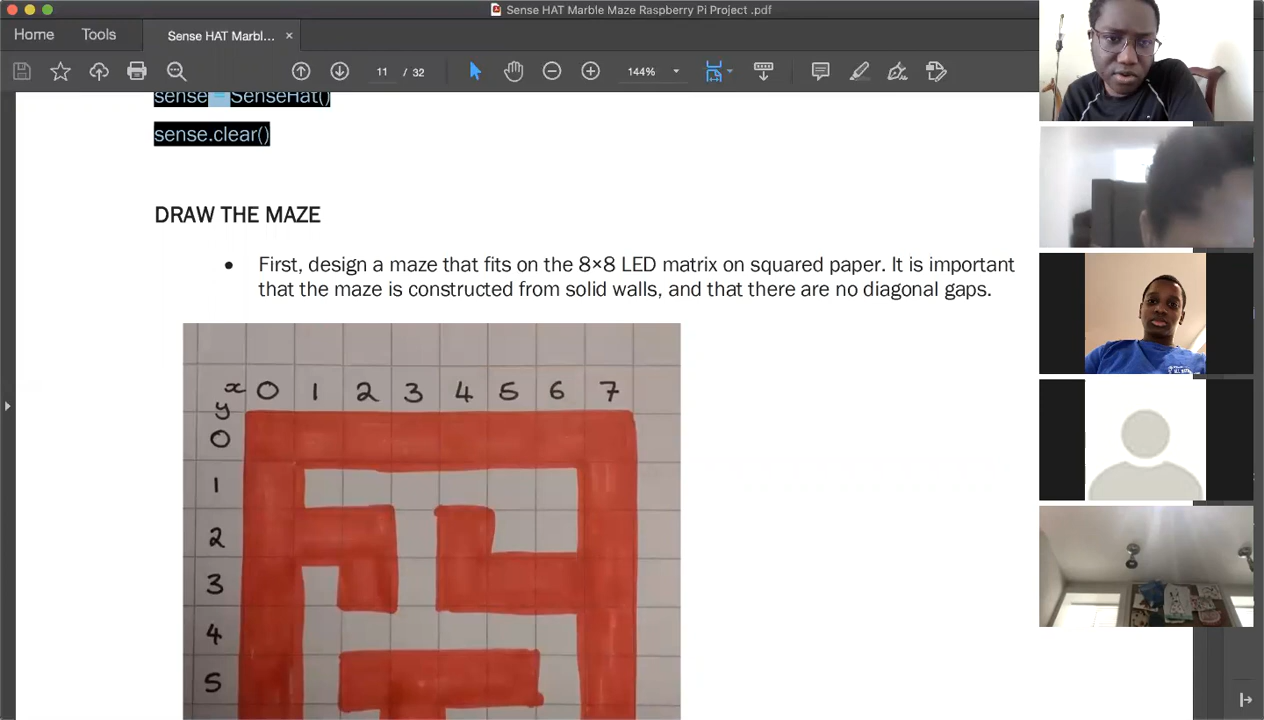 Sense HAT Marble Maze Raspberry Pi Project .pdf
Home Tools Sense HAT Marbl... ×
11 / 32 144%
sense = SenseHat()
sense.clear()
DRAW THE MAZE
• First, design a maze that fits on the 8×8 LED matrix on squared paper. It is important
that the maze is constructed from solid walls, and that there are no diagonal gaps.
x 0 1 2 3 4 5 6 7
y
0
1
2
3
4
5